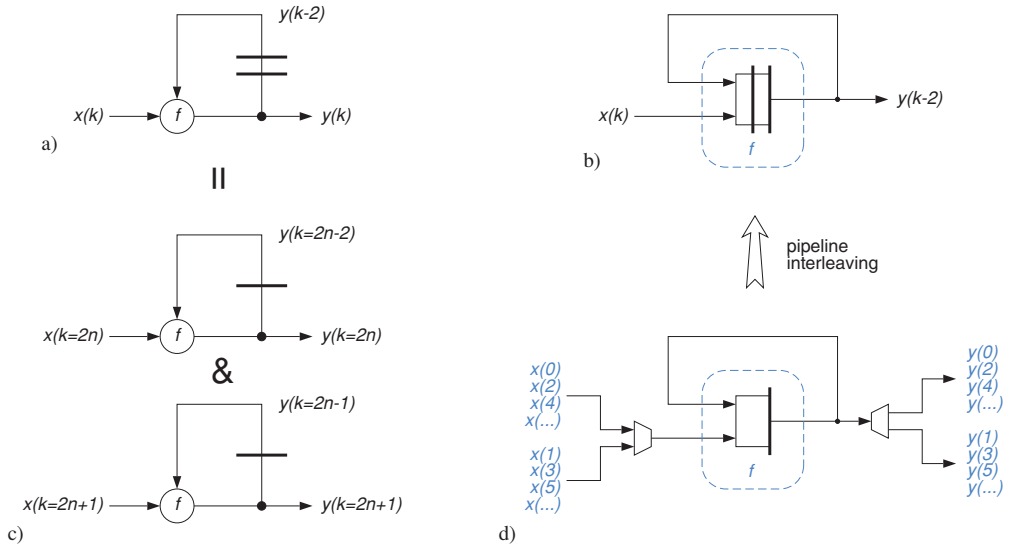 y(k-2)
x(k)
f
y(k)
a)
=
y(k=2n-2)
x(k=2n)
f
y(k=2n)
&
y(k=2n-1)
x(k=2n+1)
f
y(k=2n+1)
c)
x(k)
y(k-2)
f
b)
pipeline
interleaving
x(0)
x(2)
x(4)
x(...)
x(1)
x(3)
x(5)
x(...)
f
y(0)
y(2)
y(4)
y(...)
y(1)
y(3)
y(5)
y(...)
d)